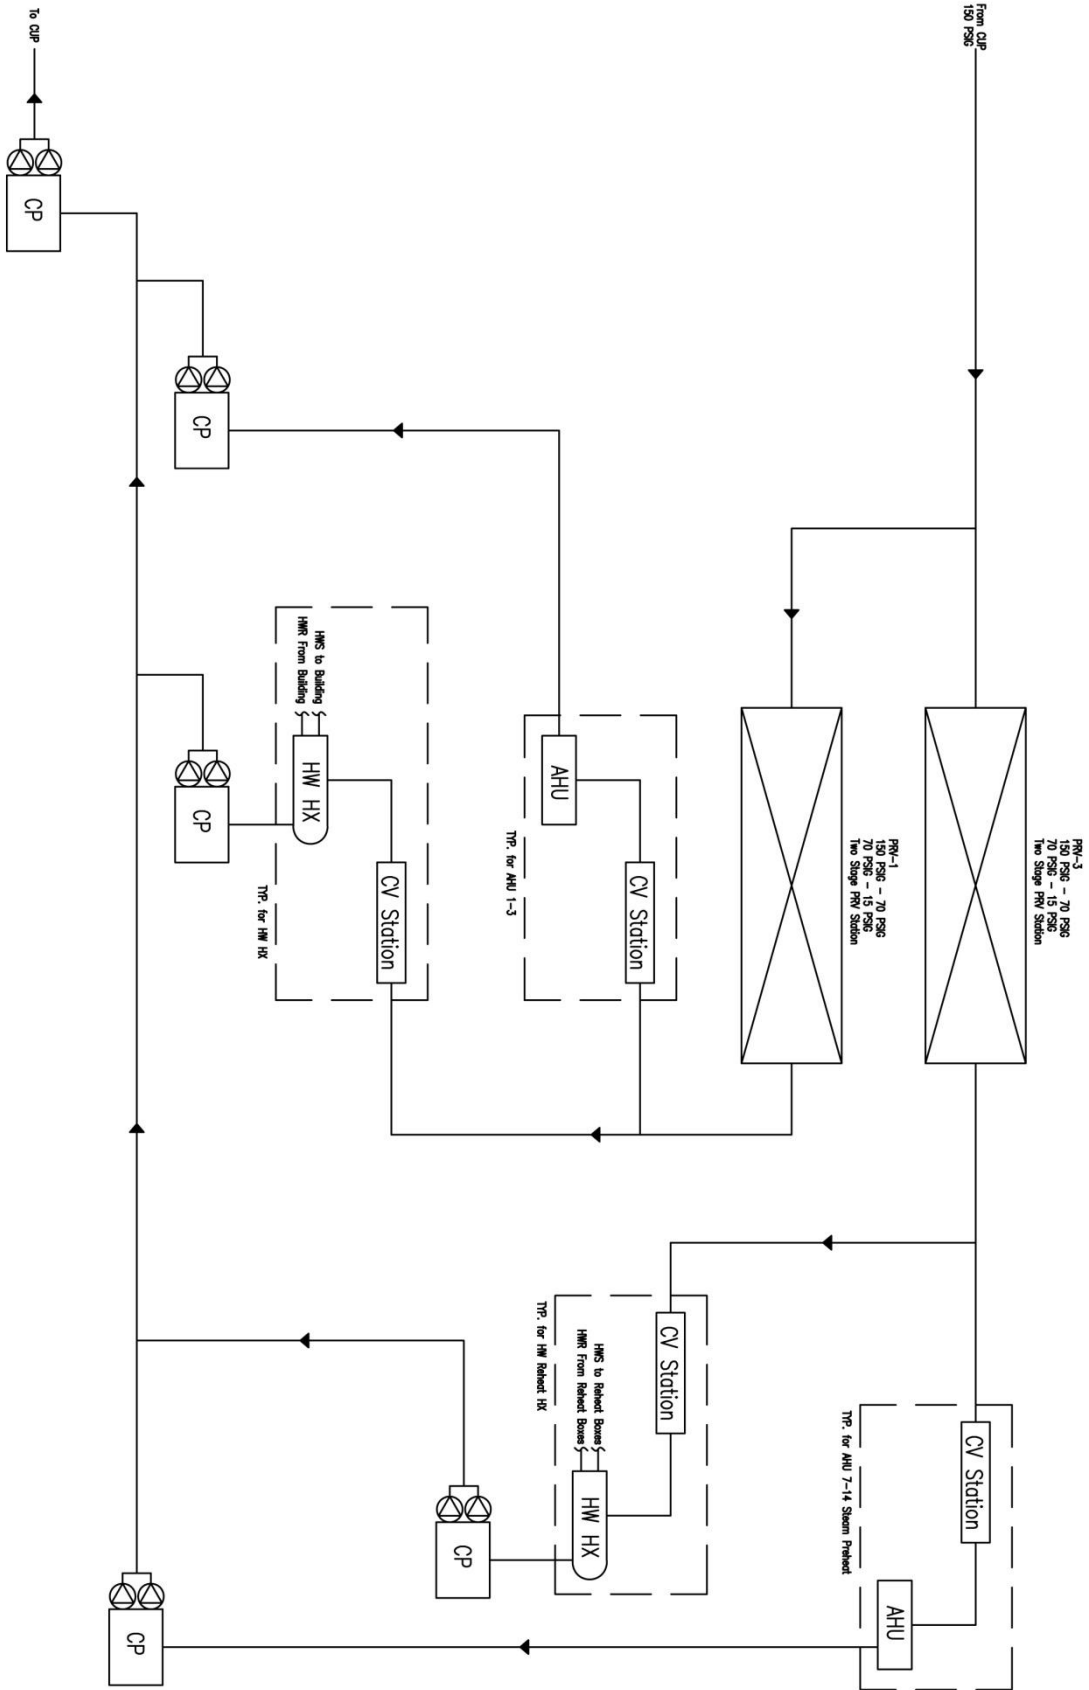 From CUP
150 PSIG
PRV-3
150 PSIG - 70 PSIG
70 PSIG - 15 PSIG
Two Stage PRV Station
PRV-1
150 PSIG - 70 PSIG
70 PSIG - 15 PSIG
Two Stage PRV Station
CV Station
AHU
TYP. for AHU 7-14 Steam Preheat
CV Station
HWS to Reheat Boxes
HWR From Reheat Boxes
HW HX
TYP. for HW Reheat HX
CV Station
AHU
TYP. for AHU 1-3
CV Station
HWS to Building
HWR From Building
HW HX
TYP. for HW HX
CP
CP
CP
CP
CP
To CUP